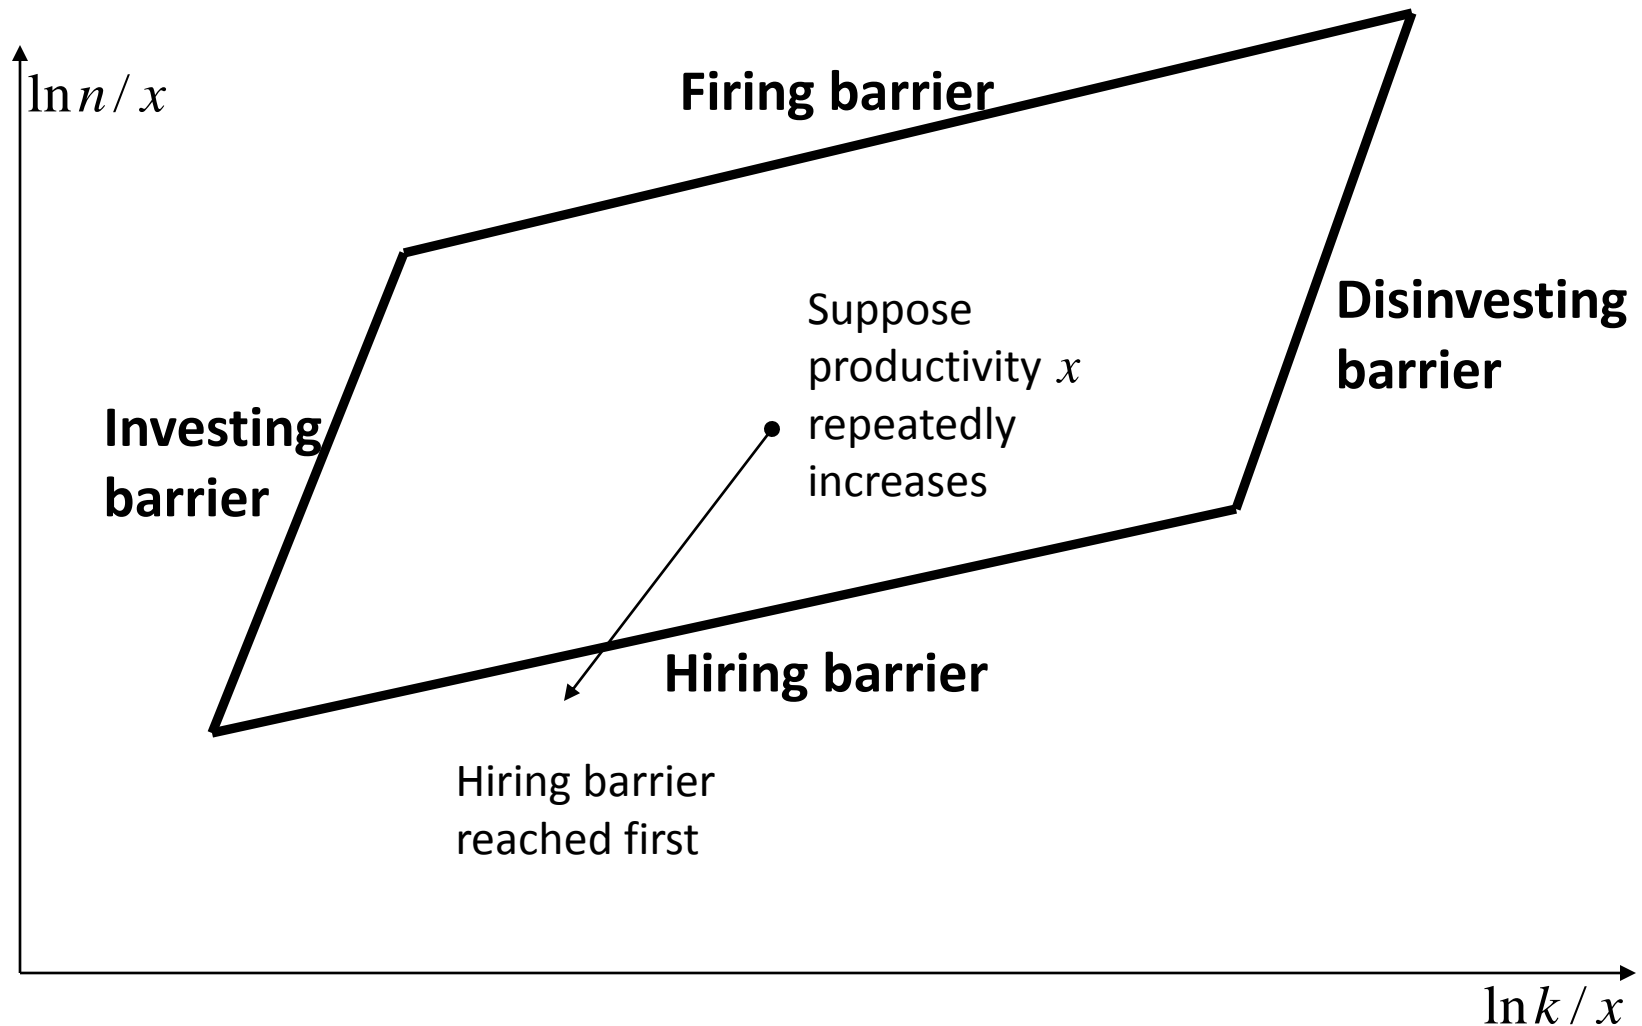 ln n / x
Firing barrier
Suppose
productivity x
repeatedly
increases
Disinvesting
barrier
Investing
barrier
Hiring barrier
Hiring barrier
reached first
ln k / x